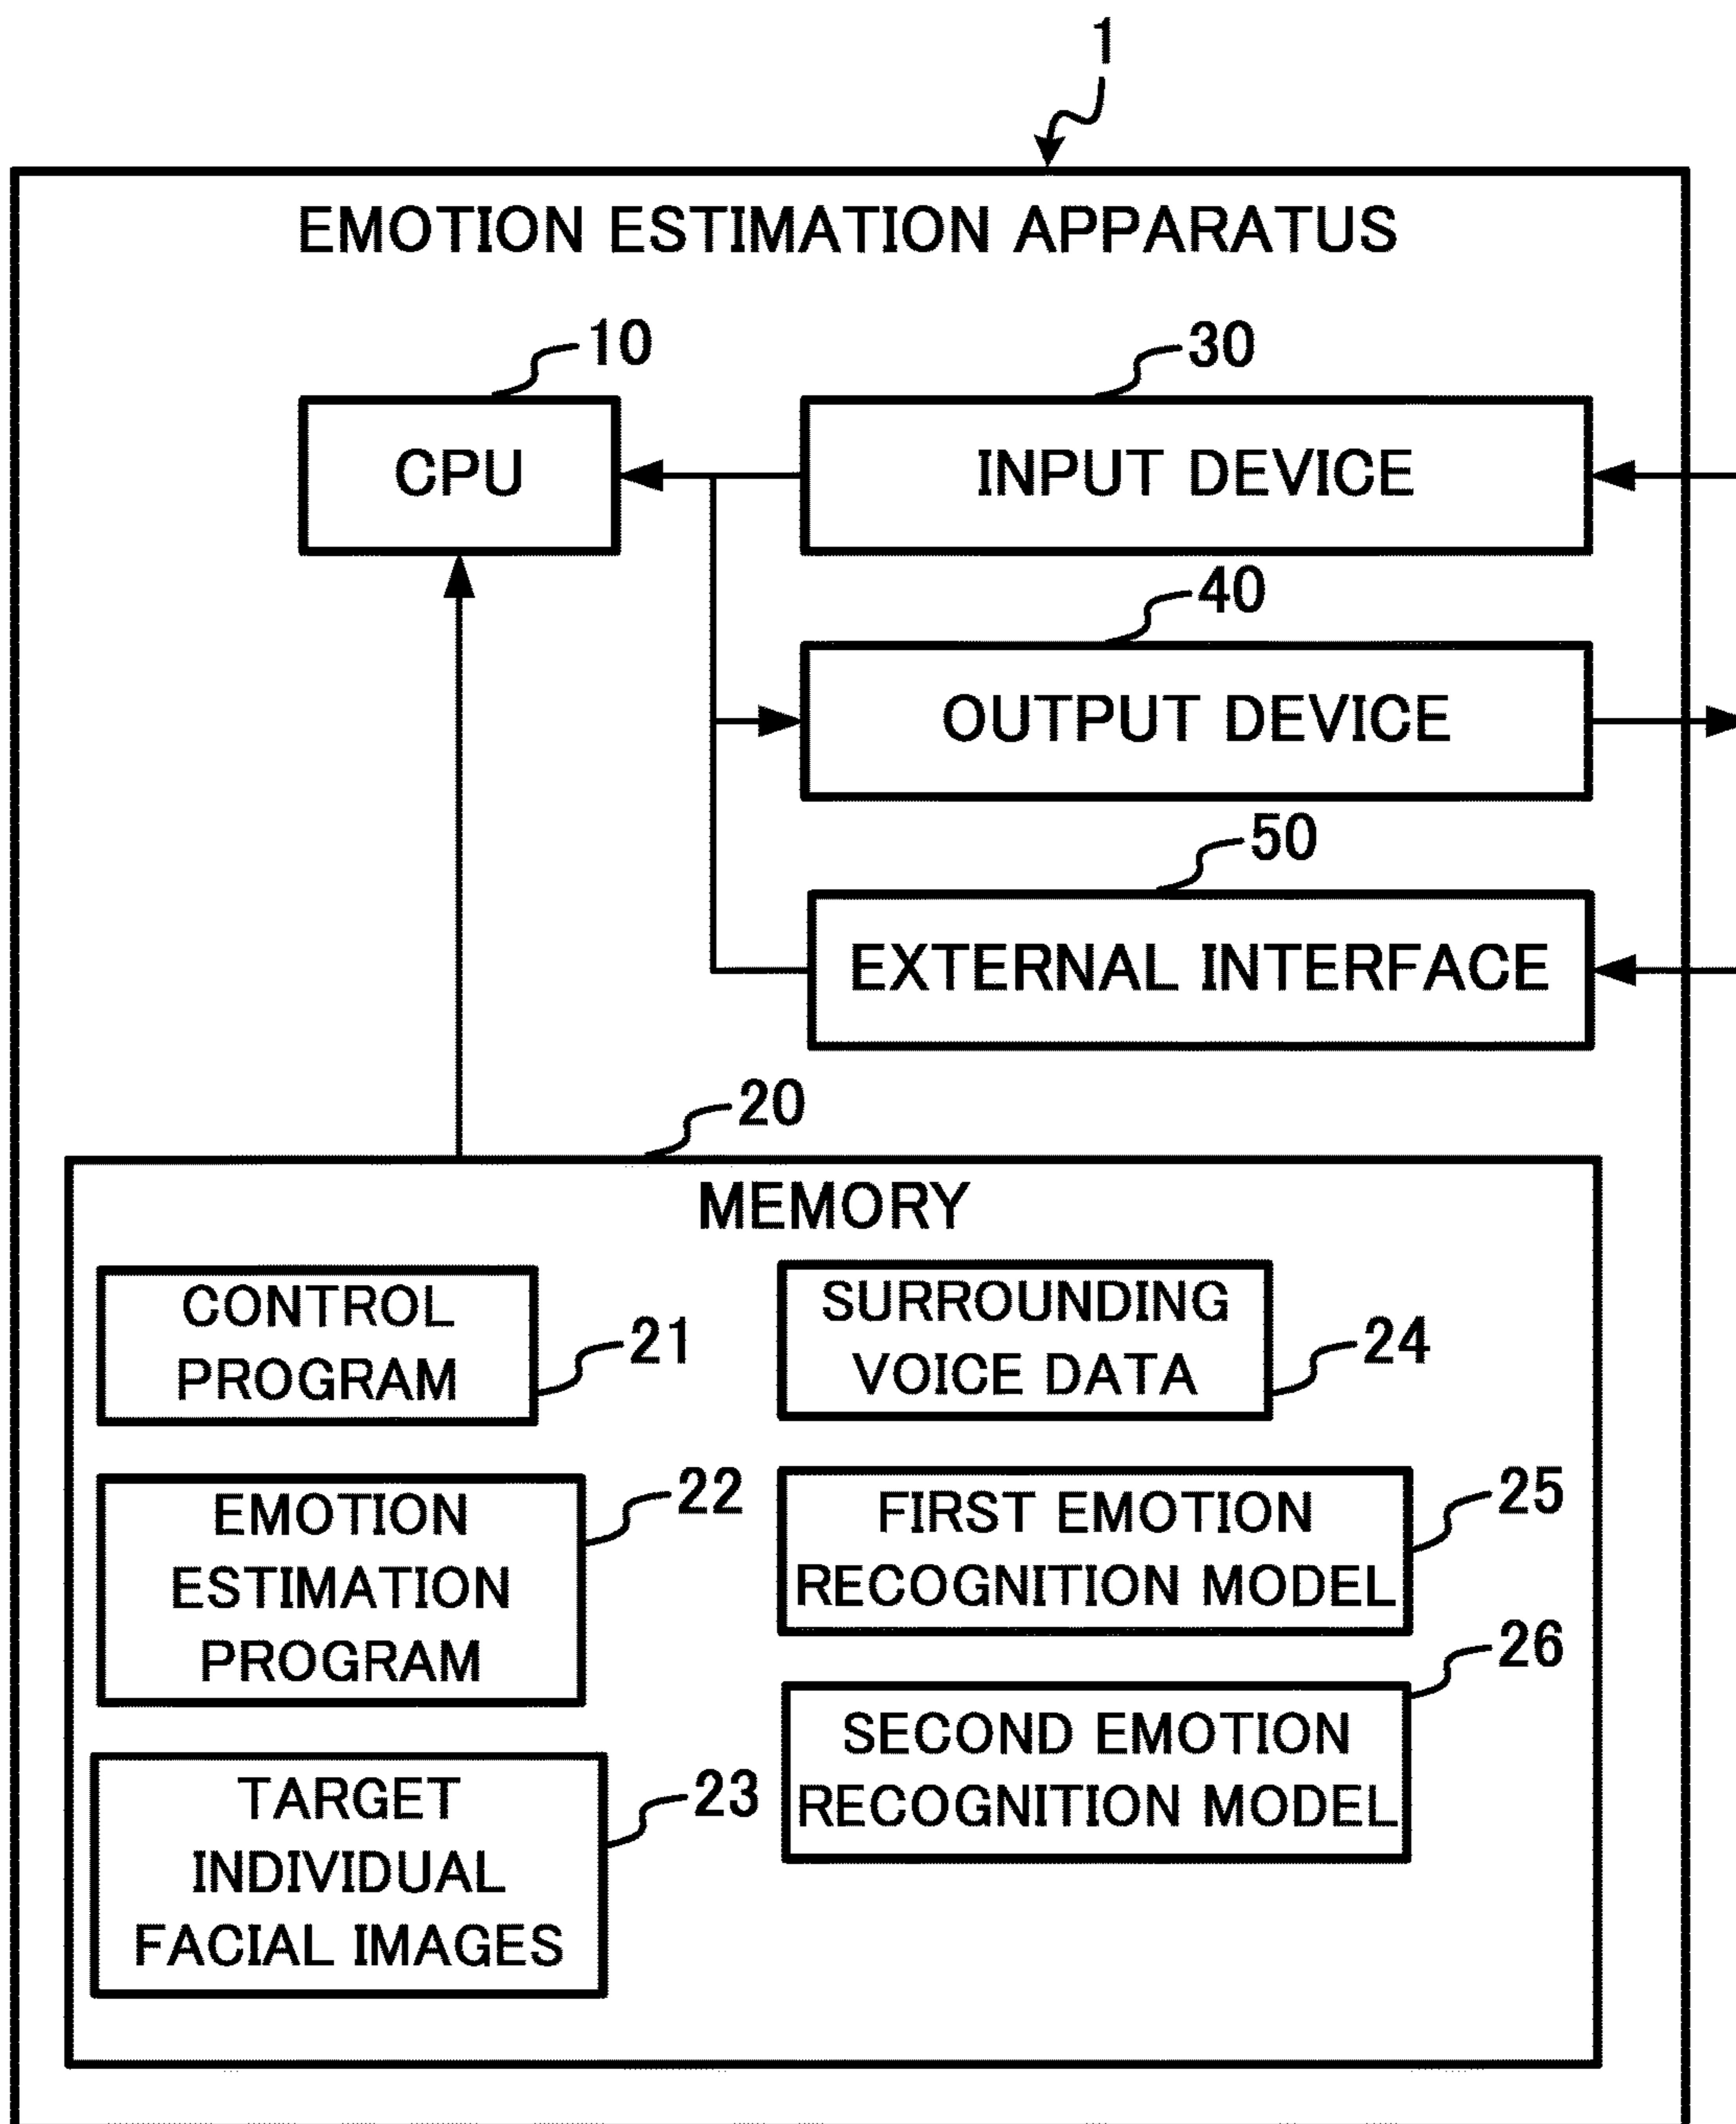 1
EMOTION ESTIMATION APPARATUS
10
CPU
30
INPUT DEVICE
40
OUTPUT DEVICE
50
EXTERNAL INTERFACE
20
MEMORY
CONTROL
PROGRAM
21
EMOTION
ESTIMATION
PROGRAM
22
TARGET
INDIVIDUAL
FACIAL IMAGES
23
SURROUNDING
VOICE DATA
24
FIRST EMOTION
RECOGNITION MODEL
25
SECOND EMOTION
RECOGNITION MODEL
26